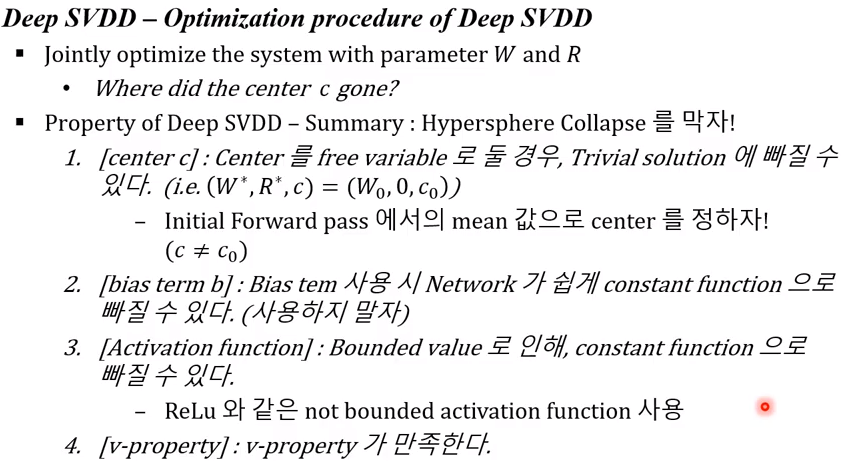 Deep SVDD – Optimization procedure of Deep SVDD
▪ Jointly optimize the system with parameter W and R
• Where did the center c gone?
▪ Property of Deep SVDD – Summary : Hypersphere Collapse 를 막자!
1. [center c] : Center 를 free variable 로 둘 경우, Trivial solution 에 빠질 수
있다. (i.e. (W*, R*, c) = (W₀, 0, c₀))
– Initial Forward pass 에서의 mean 값으로 center 를 정하자!
(c ≠ c₀)
2. [bias term b] : Bias tem 사용 시 Network 가 쉽게 constant function 으로
빠질 수 있다. (사용하지 말자)
3. [Activation function] : Bounded value 로 인해, constant function 으로
빠질 수 있다.
– ReLu 와 같은 not bounded activation function 사용
4. [v-property] : v-property 가 만족한다.